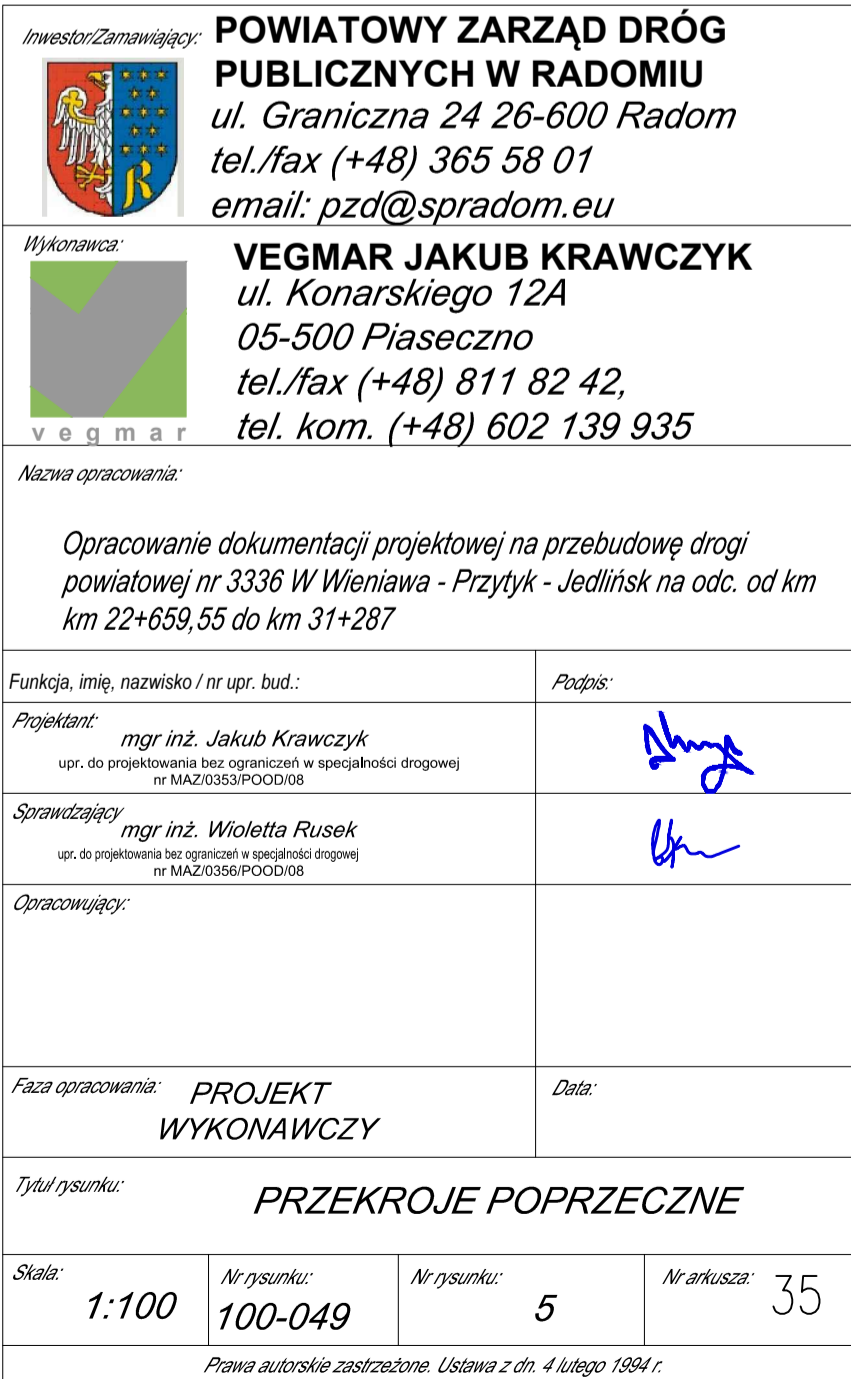 Inwestor/Zamawiający: POWIATOWY ZARZĄD DRÓG
PUBLICZNYCH W RADOMIU
ul. Graniczna 24 26-600 Radom
tel./fax (+48) 365 58 01
email: pzd@spradom.eu
R
Wykonawca: VEGMAR JAKUB KRAWCZYK
ul. Konarskiego 12A
05-500 Piaseczno
tel./fax (+48) 811 82 42,
tel. kom. (+48) 602 139 935
vegmar
Nazwa opracowania:
Opracowanie dokumentacji projektowej na przebudowę drogi
powiatowej nr 3336 W Wieniawa - Przytyk - Jedlińsk na odc. od km
km 22+659,55 do km 31+287
Funkcja, imię, nazwisko / nr upr. bud.: Podpis:
Projektant:
mgr inż. Jakub Krawczyk
upr. do projektowania bez ograniczeń w specjalności drogowej
nr MAZ/0353/POOD/08
Sprawdzający
mgr inż. Wioletta Rusek
upr. do projektowania bez ograniczeń w specjalności drogowej
nr MAZ/0356/POOD/08
Opracowujący:
Faza opracowania: PROJEKT Data:
WYKONAWCZY
Tytuł rysunku: PRZEKROJE POPRZECZNE
Skala: Nr rysunku: Nr rysunku: Nr arkusza: 35
1:100 100-049 5
Prawa autorskie zastrzeżone. Ustawa z dn. 4 lutego 1994 r.